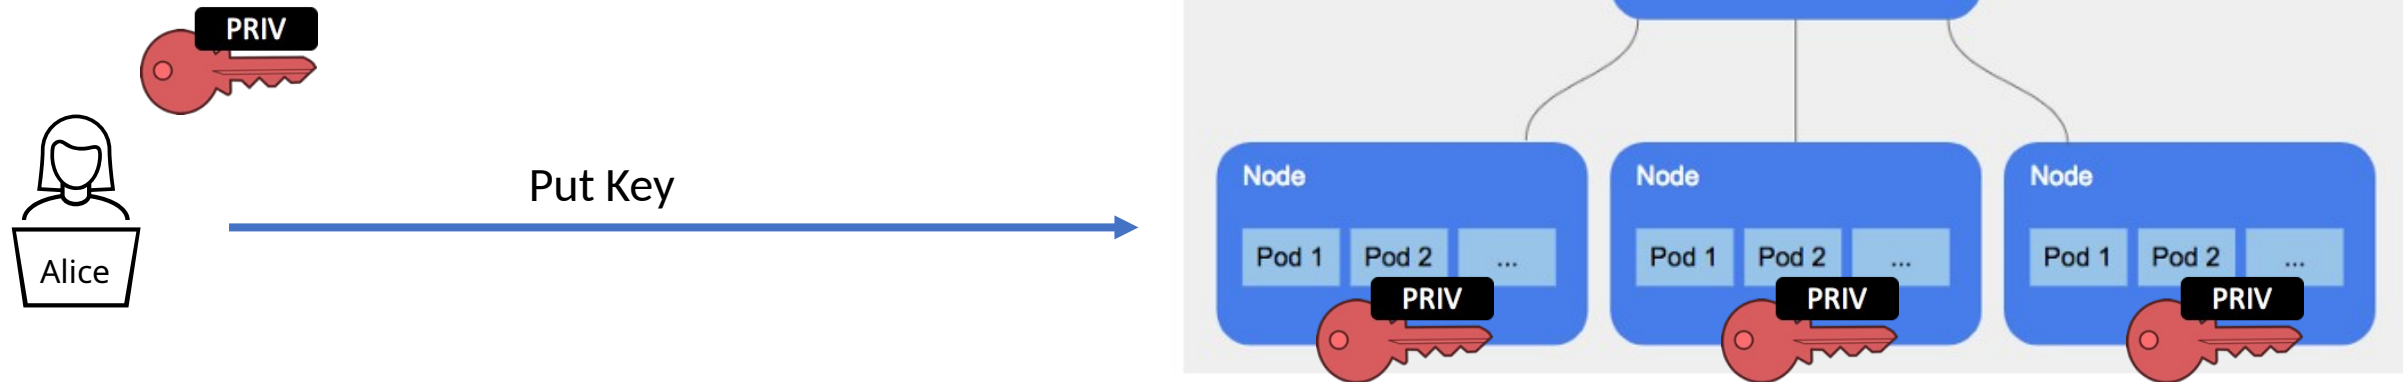 PRIV
Alice
Put Key
Node
Pod 1 Pod 2 ...
PRIV
Node
Pod 1 Pod 2 ...
PRIV
Node
Pod 1 Pod 2 ...
PRIV